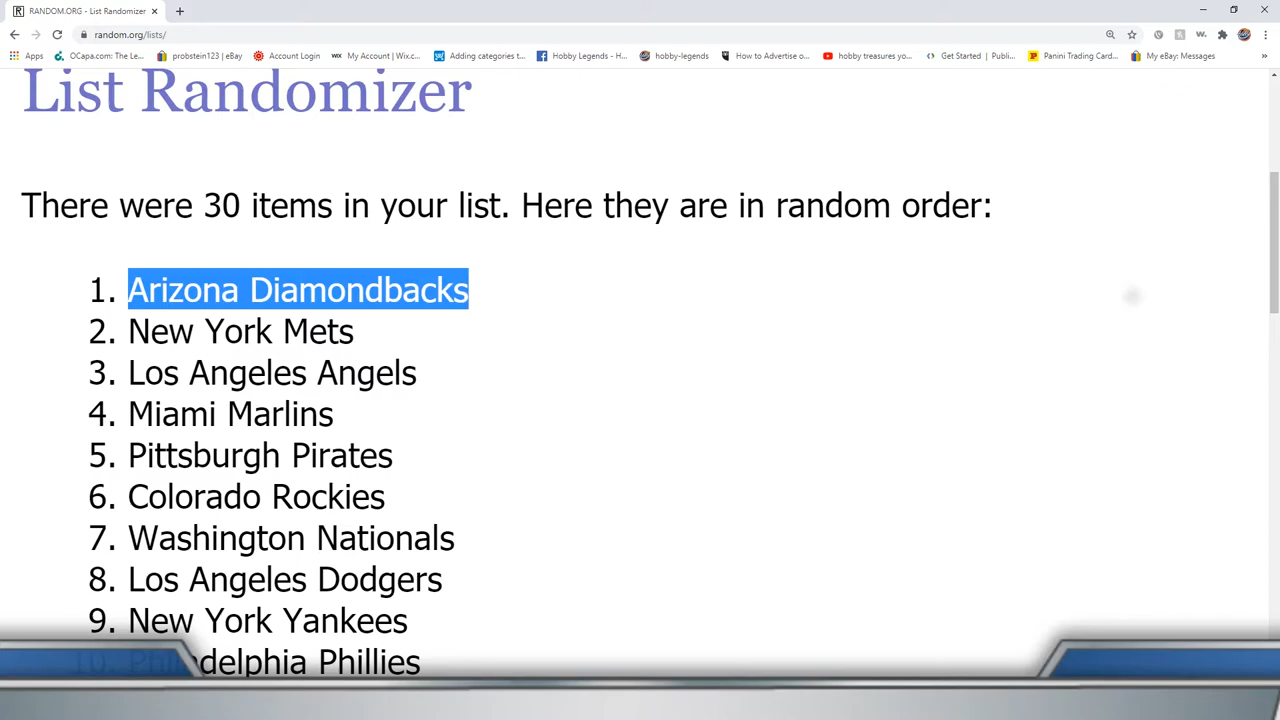 RANDOM.ORG - List Randomizer
random.org/lists/
Apps
OCapa.com: The Le...
probstein123 | eBay
Account Login
WIX My Account | Wix.c...
Adding categories t...
Hobby Legends - H...
hobby-legends
How to Advertise o...
hobby treasures yo...
Get Started | Publi...
Panini Trading Card...
My eBay: Messages
List Randomizer
There were 30 items in your list. Here they are in random order:
1. Arizona Diamondbacks
2. New York Mets
3. Los Angeles Angels
4. Miami Marlins
5. Pittsburgh Pirates
6. Colorado Rockies
7. Washington Nationals
8. Los Angeles Dodgers
9. New York Yankees
10. Philadelphia Phillies